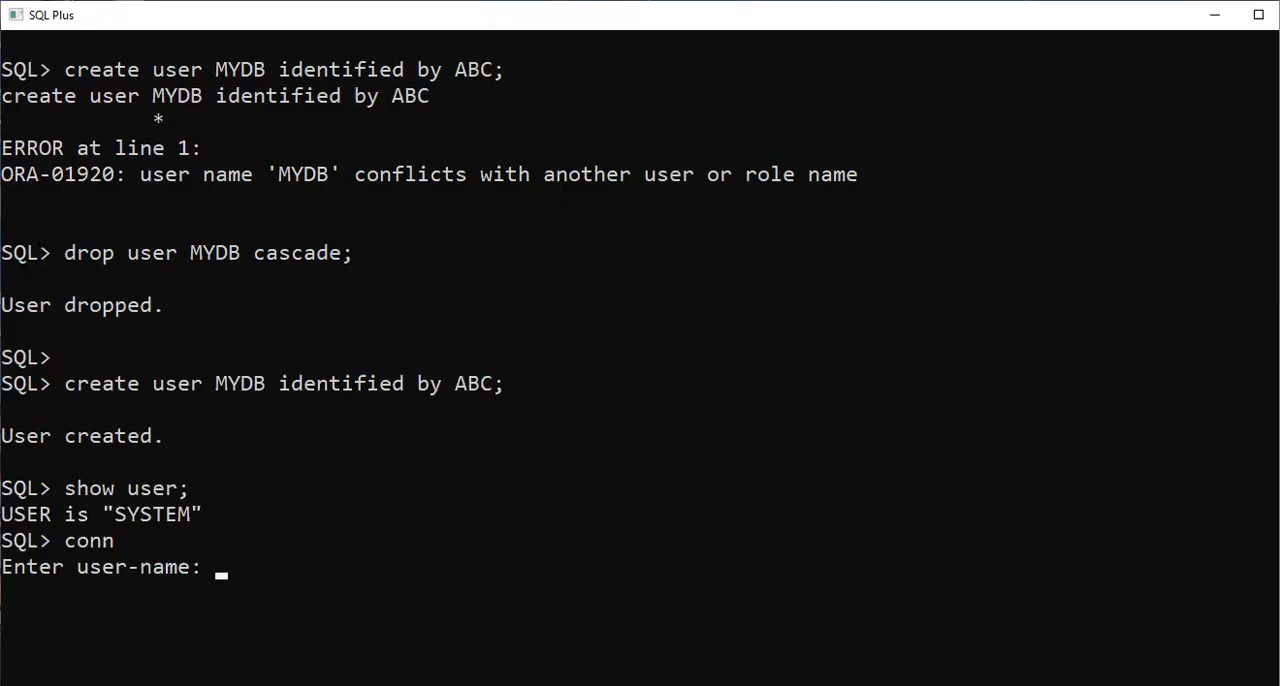 SQL Plus
SQL> create user MYDB identified by ABC;
create user MYDB identified by ABC
*
ERROR at line 1:
ORA-01920: user name 'MYDB' conflicts with another user or role name
SQL> drop user MYDB cascade;
User dropped.
SQL>
SQL> create user MYDB identified by ABC;
User created.
SQL> show user;
USER is "SYSTEM"
SQL> conn
Enter user-name: